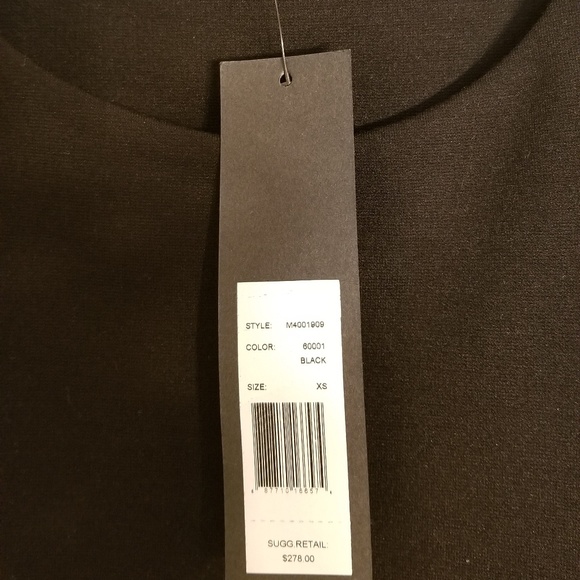 STYLE: M4001909
COLOR: 60001
BLACK
SIZE: XS
SUGG.RETAIL:
$278.00